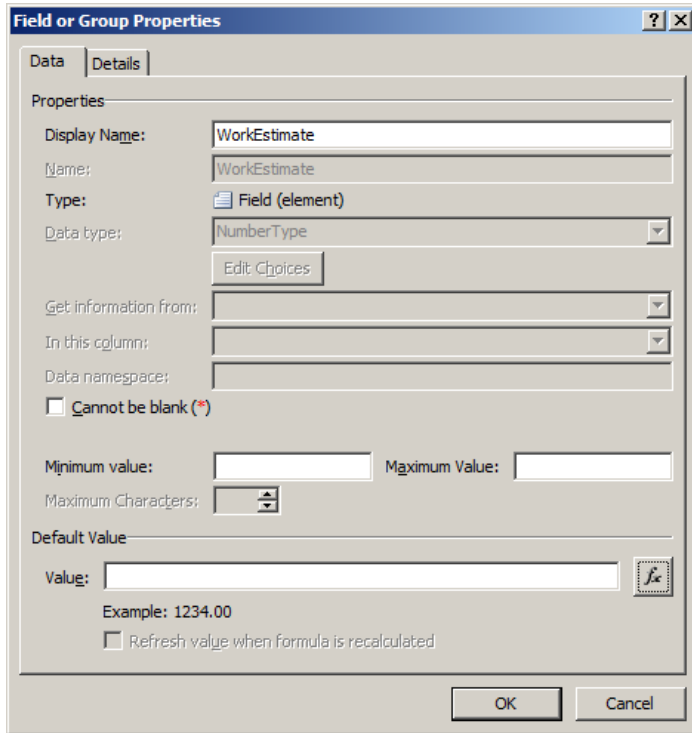 Field or Group Properties
Data Details
Properties
Display Name: WorkEstimate
Name: WorkEstimate
Type: Field (element)
Data type: NumberType
Edit Choices
Get information from:
In this column:
Data namespace:
Cannot be blank (*)
Minimum value: Maximum Value:
Maximum Characters:
Default Value
Value: fx
Example: 1234.00
Refresh value when formula is recalculated
OK Cancel